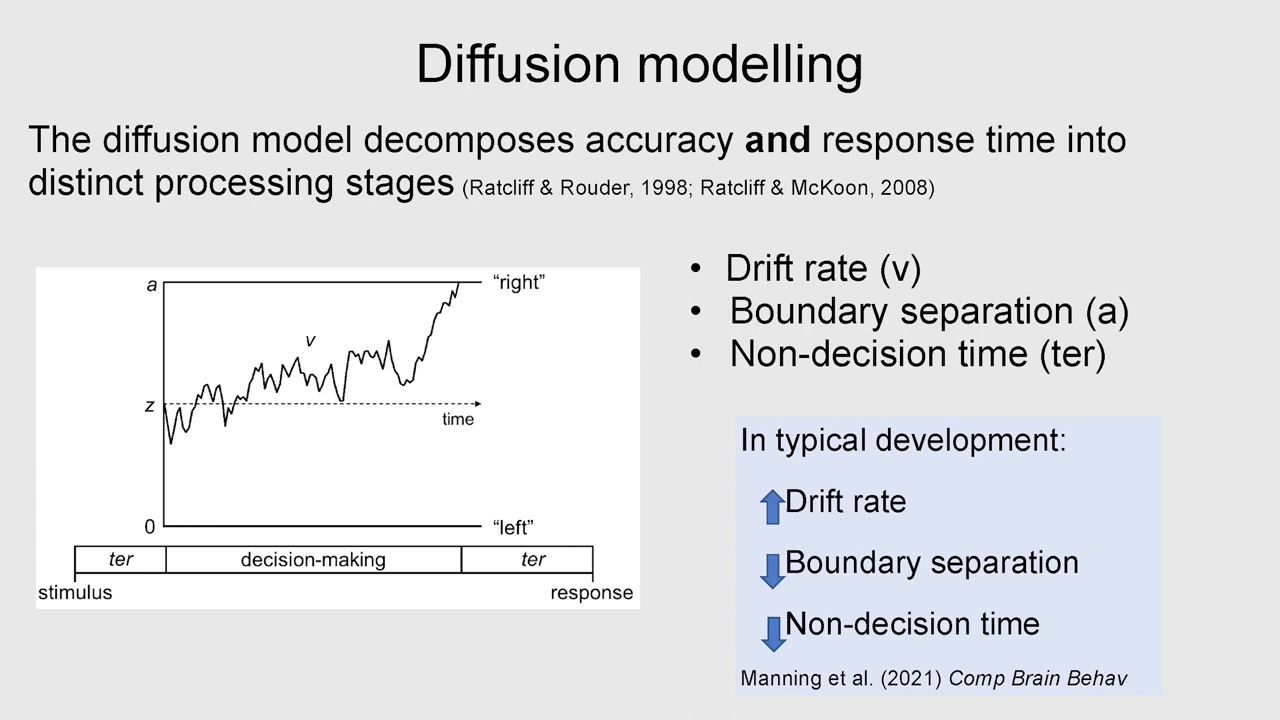 Diffusion modelling
The diffusion model decomposes accuracy and response time into
distinct processing stages (Ratcliff & Rouder, 1998; Ratcliff & McKoon, 2008)
a
“right”
v
z
time
0
“left”
ter decision-making ter
stimulus response
• Drift rate (v)
• Boundary separation (a)
• Non-decision time (ter)
In typical development:
Drift rate
Boundary separation
Non-decision time
Manning et al. (2021) Comp Brain Behav